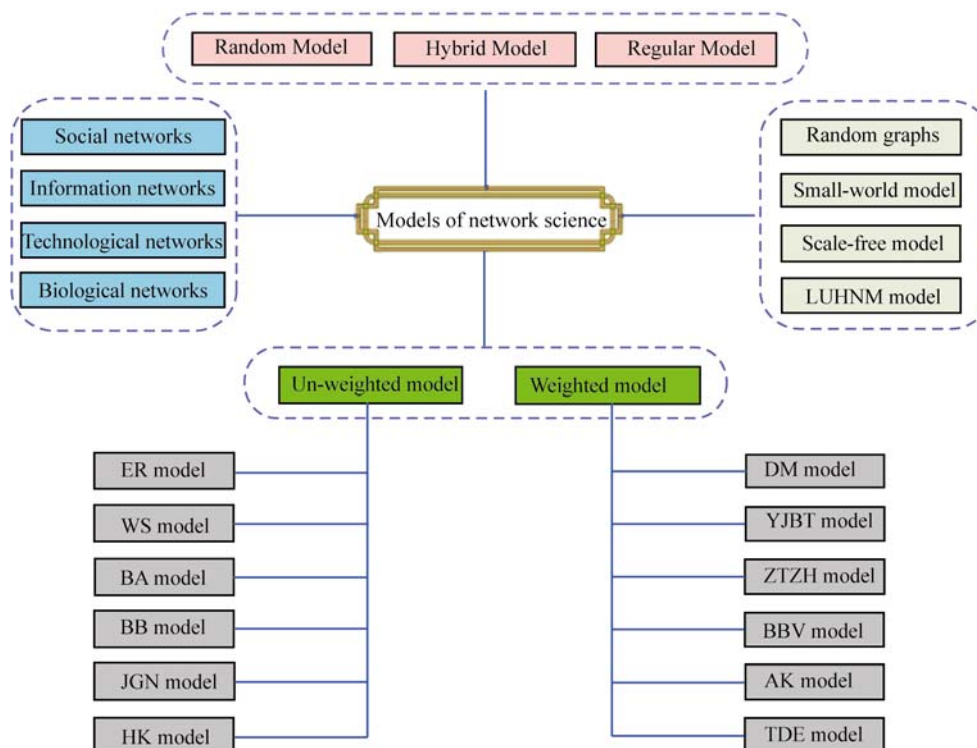 Random Model
Hybrid Model
Regular Model
Social networks
Information networks
Technological networks
Biological networks
Models of network science
Random graphs
Small-world model
Scale-free model
LUHNM model
Un-weighted model
Weighted model
ER model
WS model
BA model
BB model
JGN model
HK model
DM model
YJBT model
ZTZH model
BBV model
AK model
TDE model